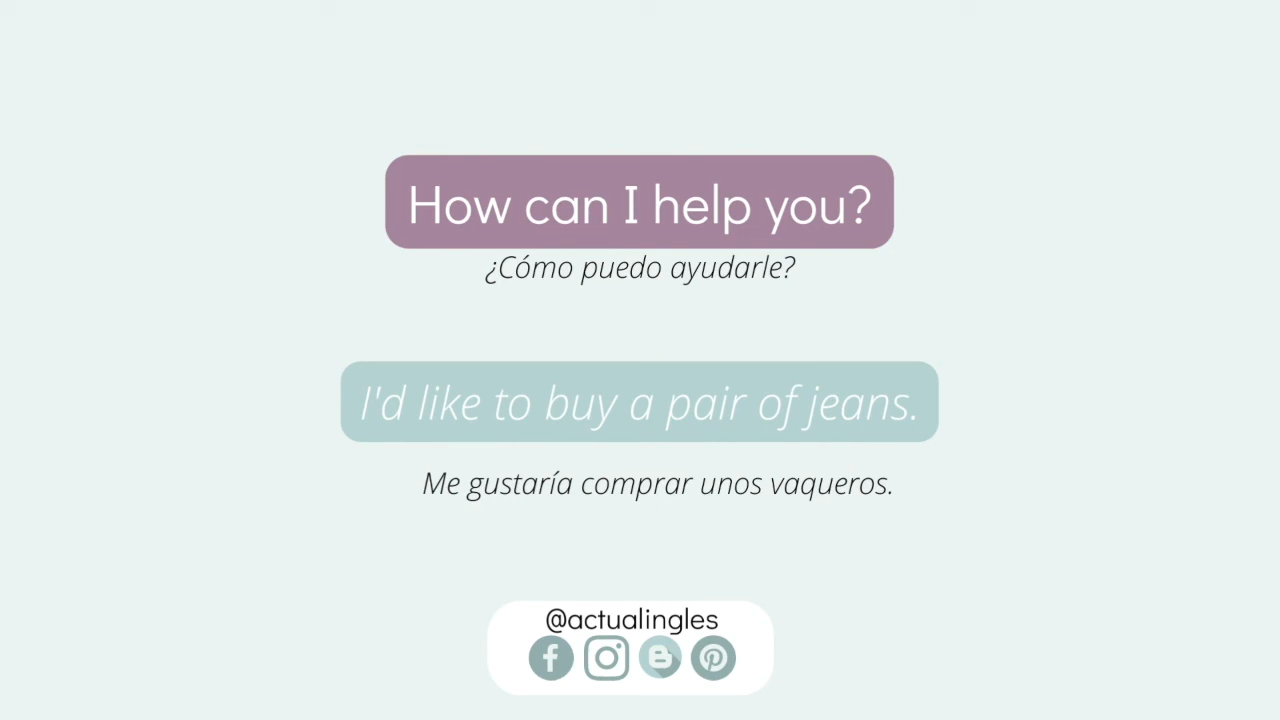 How can I help you?
¿Cómo puedo ayudarle?
I'd like to buy a pair of jeans.
Me gustaría comprar unos vaqueros.
@actualingles